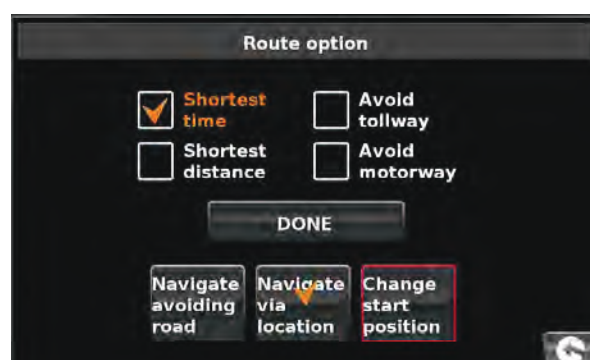 Route option
Shortest
time
Avoid
tollway
Shortest
distance
Avoid
motorway
DONE
Navigate
avoiding
road
Navigate
via
location
Change
start
position